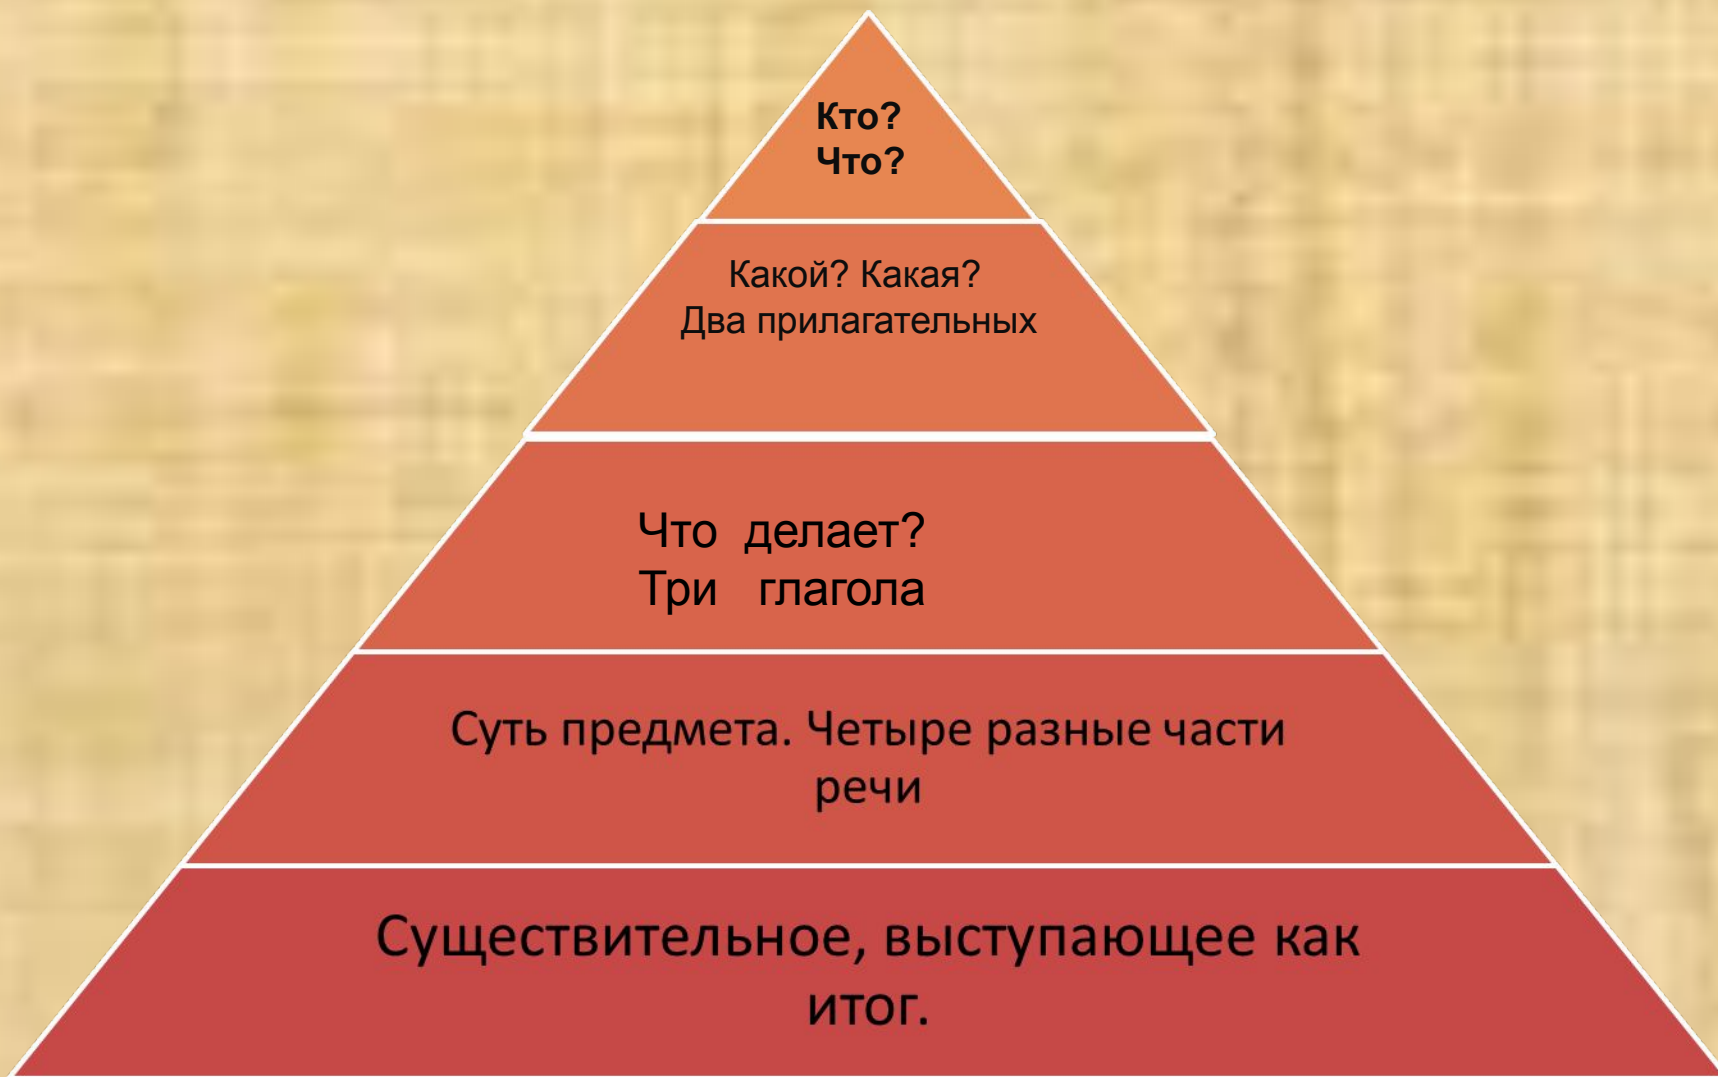 Кто?
Что?
Какой? Какая?
Два прилагательных
Что делает?
Три глагола
Суть предмета. Четыре разные части
речи
Существительное, выступающее как
итог.